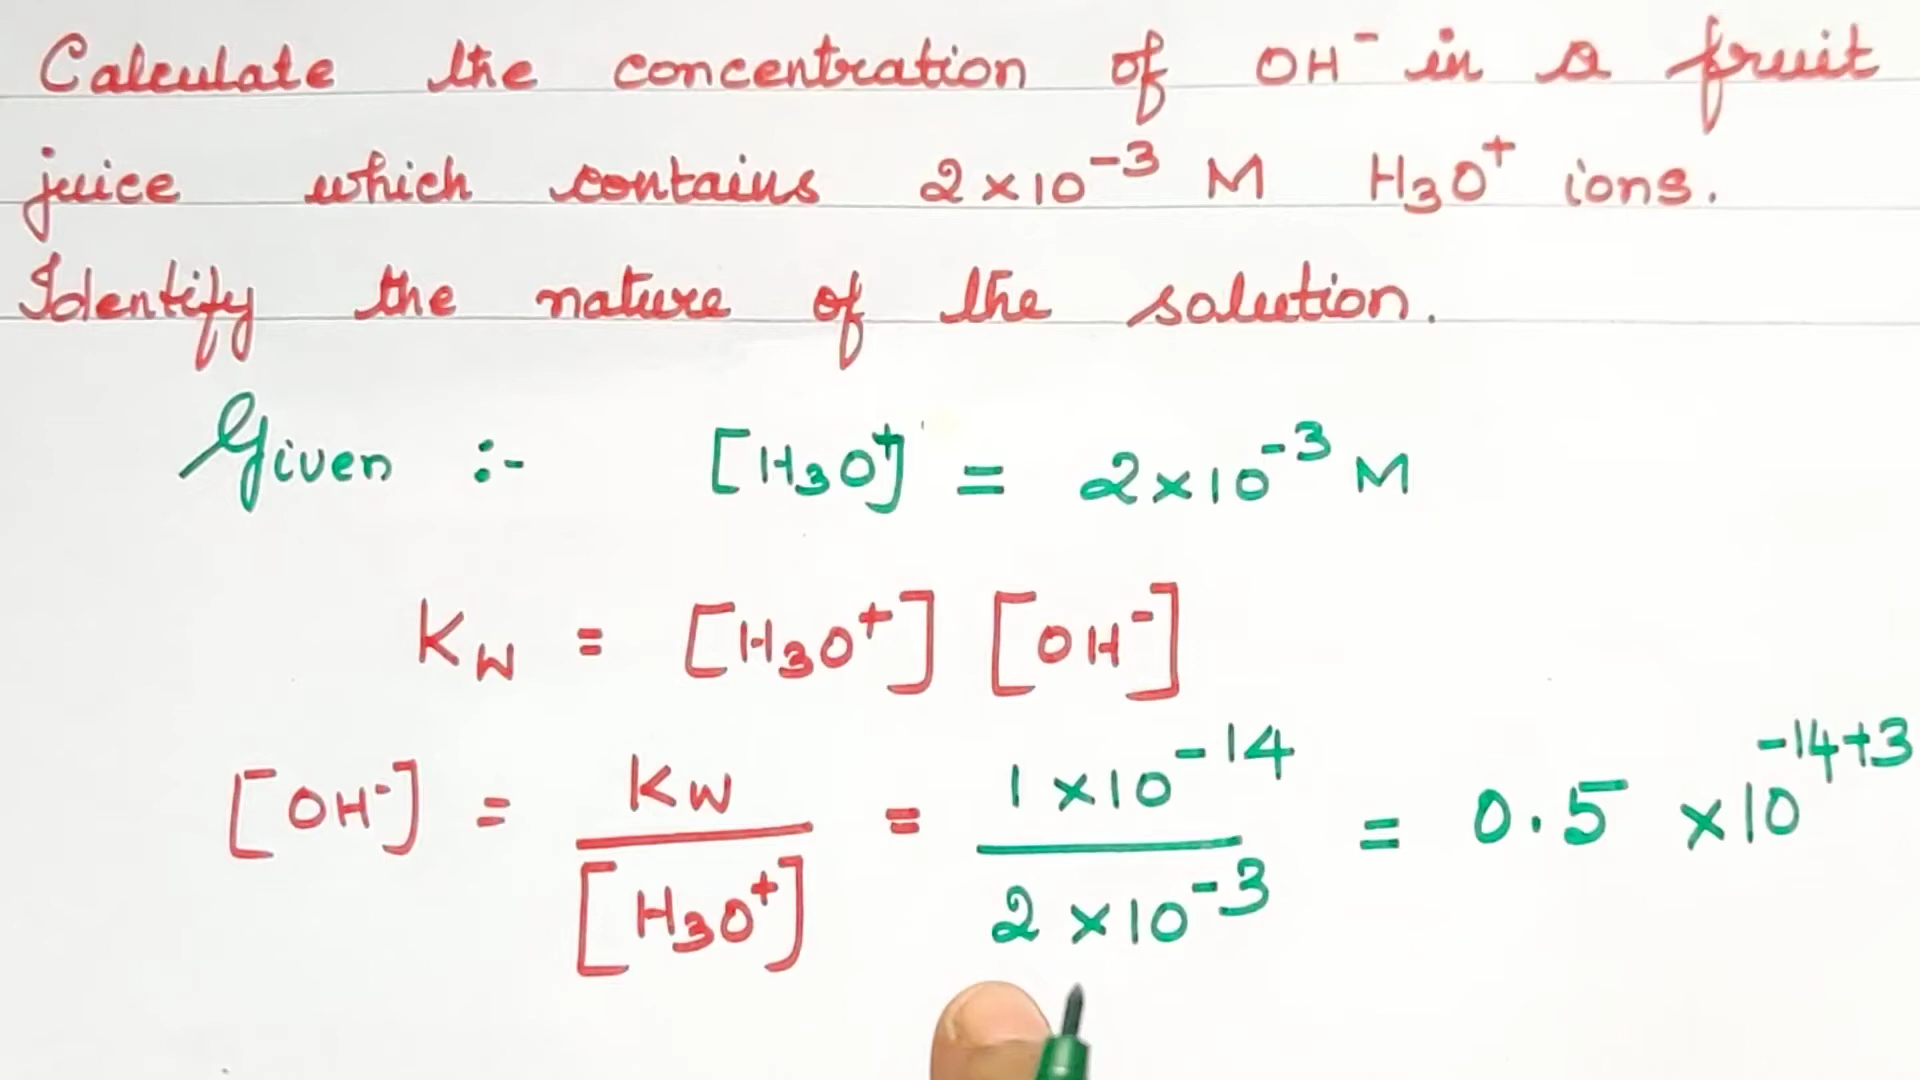 Calculate the concentration of OH⁻ in a fruit
juice which contains 2×10⁻³ M H₃O⁺ ions.
Identify the nature of the solution.
Given :- [H₃O⁺] = 2×10⁻³ M
K_W = [H₃O⁺] [OH⁻]
[OH⁻] = K_W / [H₃O⁺] = 1×10⁻¹⁴ / 2×10⁻³ = 0.5 ×10⁻¹⁴⁺³